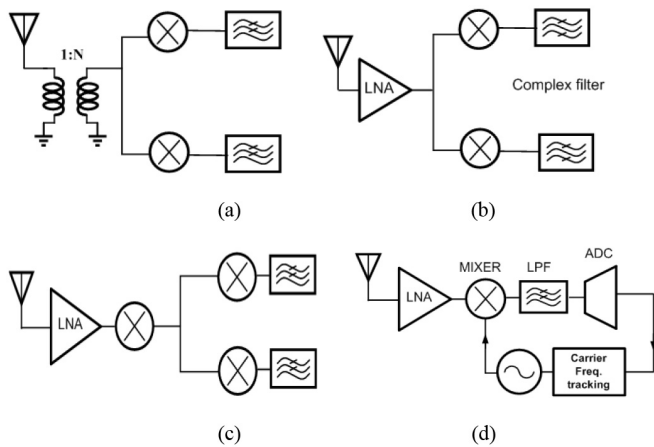 1:N
(a)
LNA
Complex filter
(b)
LNA
(c)
LNA
MIXER
LPF
ADC
Carrier
Freq.
tracking
(d)